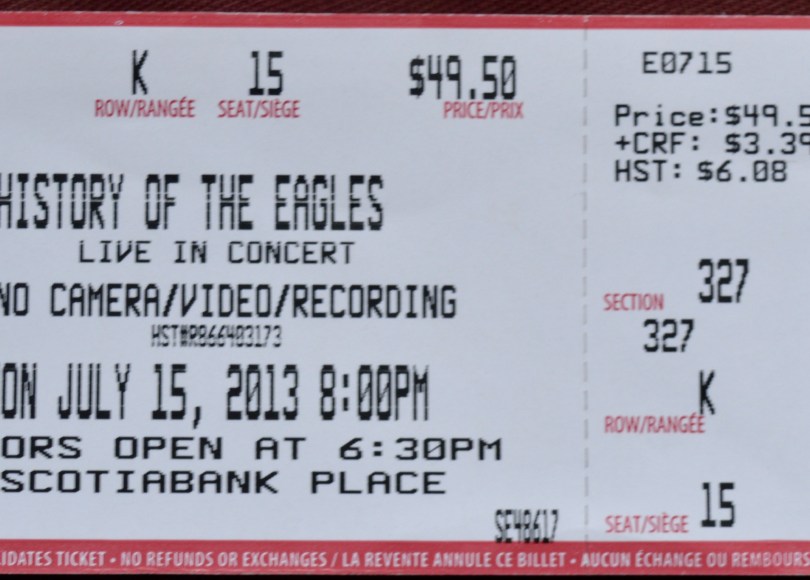 K 15 $49.50
ROW/RANGÉE SEAT/SIÈGE PRICE/PRIX
HISTORY OF THE EAGLES
LIVE IN CONCERT
NO CAMERA/VIDEO/RECORDING
HST#R866403173
ON JULY 15, 2013 8:00PM
ORS OPEN AT 6:30PM
SCOTIABANK PLACE
SE48617
E0715
Price:$49.5
+CRF: $3.39
HST: $6.08
SECTION 327
327
K
ROW/RANGÉE
SEAT/SIÈGE 15
IDATES TICKET • NO REFUNDS OR EXCHANGES / LA REVENTE ANNULE CE BILLET • AUCUN ÉCHANGE OU REMBOURS